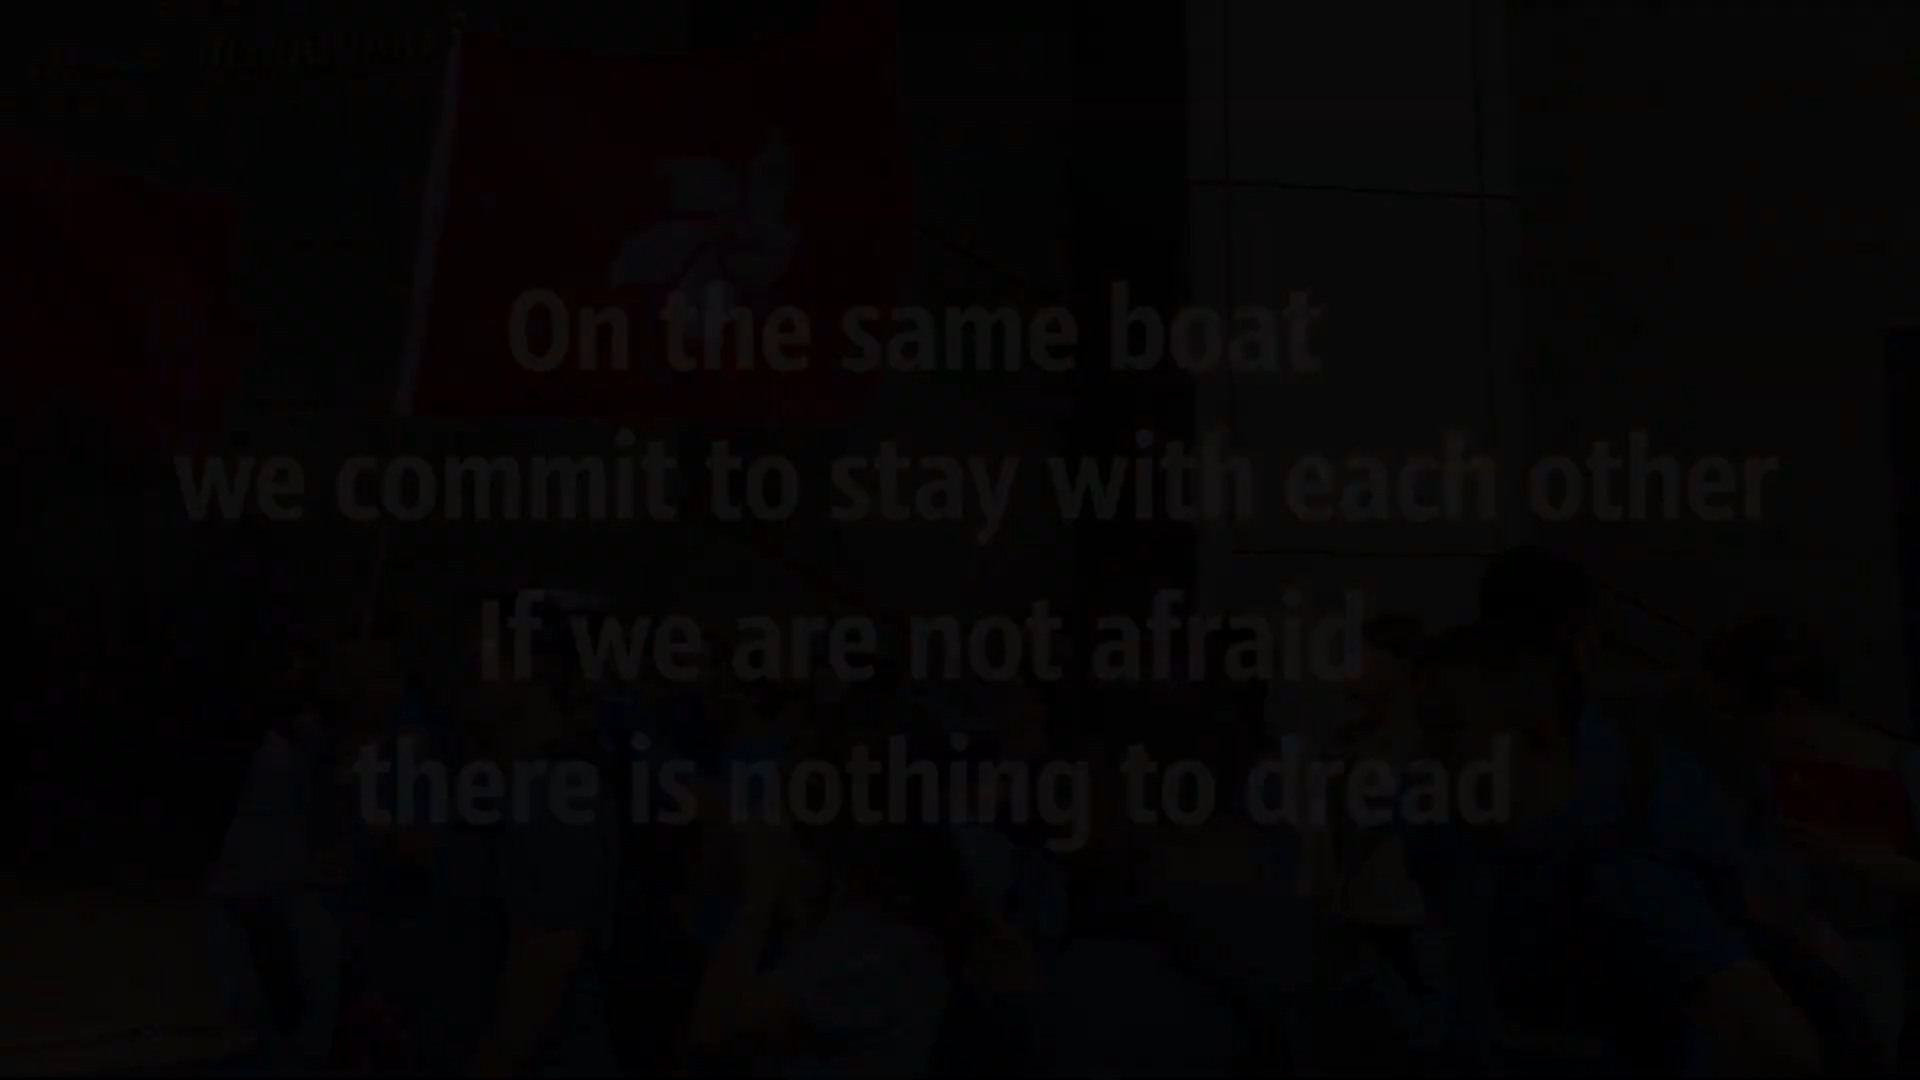 On the same boat
we commit to stay with each other
If we are not afraid
there is nothing to dread